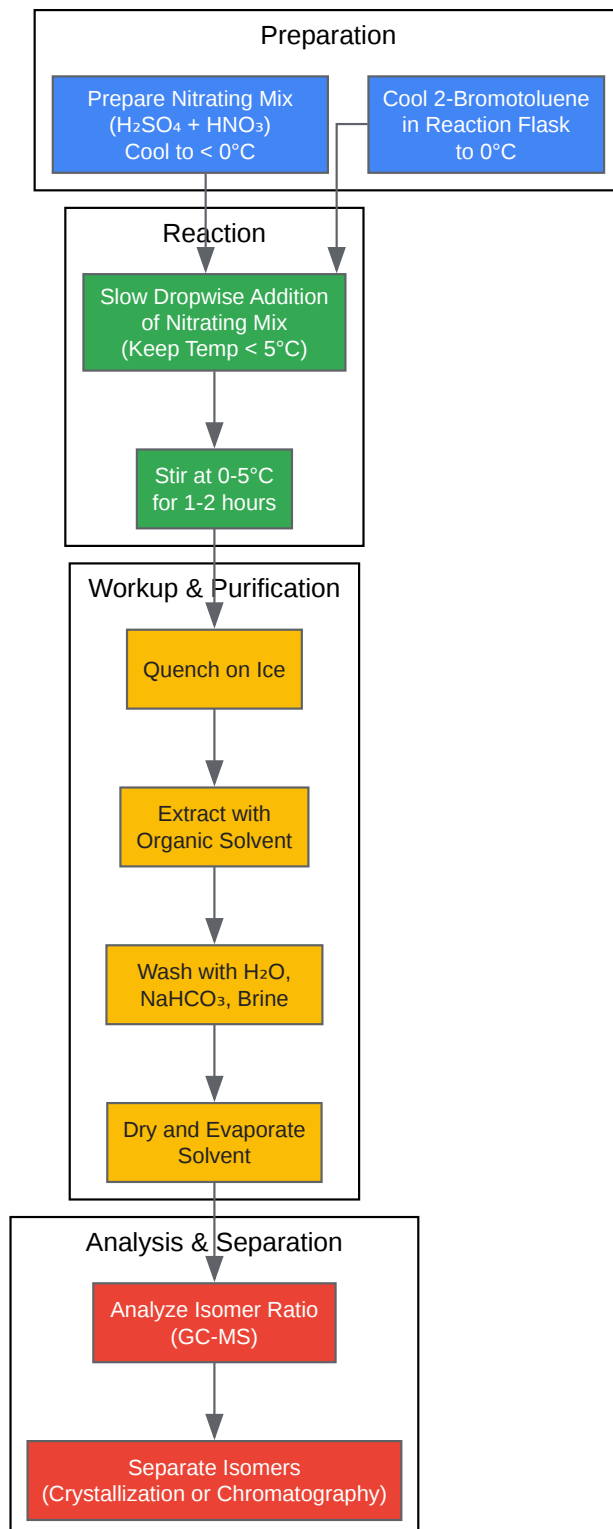 Preparation
Prepare Nitrating Mix
(H₂SO₄ + HNO₃)
Cool to < 0°C
Cool 2-Bromotoluene
in Reaction Flask
to 0°C
Reaction
Slow Dropwise Addition
of Nitrating Mix
(Keep Temp < 5°C)
Stir at 0-5°C
for 1-2 hours
Workup & Purification
Quench on Ice
Extract with
Organic Solvent
Wash with H₂O,
NaHCO₃, Brine
Dry and Evaporate
Solvent
Analysis & Separation
Analyze Isomer Ratio
(GC-MS)
Separate Isomers
(Crystallization or Chromatography)